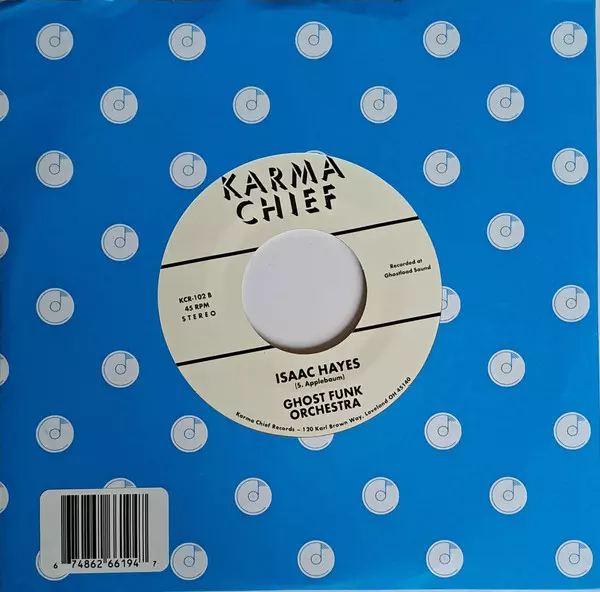 KARMA
CHIEF
KCR-102 B
45 RPM
STEREO
Recorded at
Ghostload Sound
ISAAC HAYES
(S. Applebaum)
GHOST FUNK
ORCHESTRA
Karma Chief Records – 120 Karl Brown Way, Loveland OH 45140
6 74862 66194 7